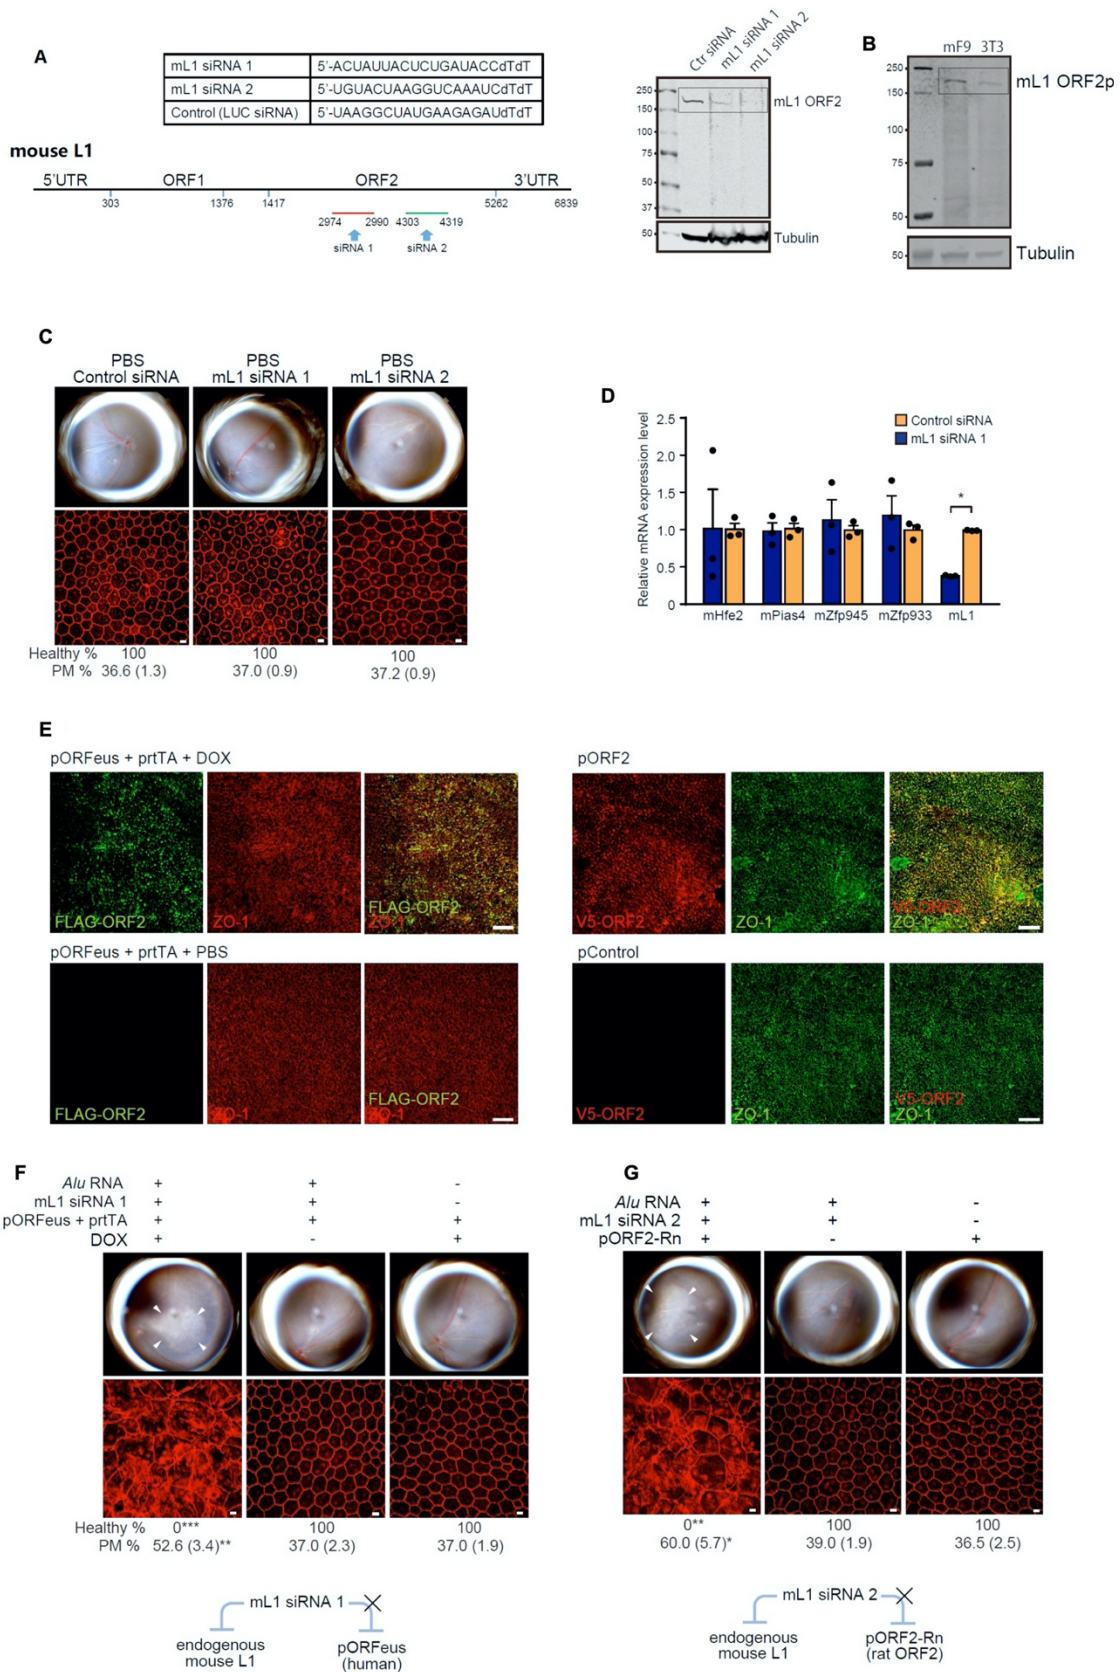 A
mL1 siRNA 1 5'-ACUAUUACUCUGAUACCdTdT
mL1 siRNA 2 5'-UGUACUAAGGUCAAAUCdTdT
Control (LUC siRNA) 5'-UAAGGCUAUGAAGAGAUdTdT
mouse L1
5'UTR ORF1 ORF2 3'UTR
303 1376 1417 5262 6839
2974 2990 4303 4319
siRNA 1 siRNA 2
Ctr siRNA
mL1 siRNA 1
mL1 siRNA 2
250
150
100
75
50
37
mL1 ORF2
50
Tubulin
B
mF9 3T3
250
150
100
75
50
mL1 ORF2p
50
Tubulin
C
PBS PBS PBS
Control siRNA mL1 siRNA 1 mL1 siRNA 2
Healthy % 100 100 100
PM % 36.6 (1.3) 37.0 (0.9) 37.2 (0.9)
D
Relative mRNA expression level
2.5
2.0
1.5
1.0
0.5
0
Control siRNA
mL1 siRNA 1
*
mHfe2 mPias4 mZfp945 mZfp933 mL1
E
pORFeus + prtTA + DOX
FLAG-ORF2 ZO-1 FLAG-ORF2
ZO-1
pORFeus + prtTA + PBS
FLAG-ORF2 ZO-1 FLAG-ORF2
ZO-1
pORF2
V5-ORF2 ZO-1 V5-ORF2
ZO-1
pControl
V5-ORF2 ZO-1 V5-ORF2
ZO-1
F
Alu RNA + + -
mL1 siRNA 1 + + -
pORFeus + prtTA + + +
DOX + - +
Healthy % 0*** 100 100
PM % 52.6 (3.4)** 37.0 (2.3) 37.0 (1.9)
mL1 siRNA 1
endogenous
mouse L1
pORFeus
(human)
G
Alu RNA + + -
mL1 siRNA 2 + + -
pORF2-Rn + - +
0** 100 100
60.0 (5.7)* 39.0 (1.9) 36.5 (2.5)
mL1 siRNA 2
endogenous
mouse L1
pORF2-Rn
(rat ORF2)